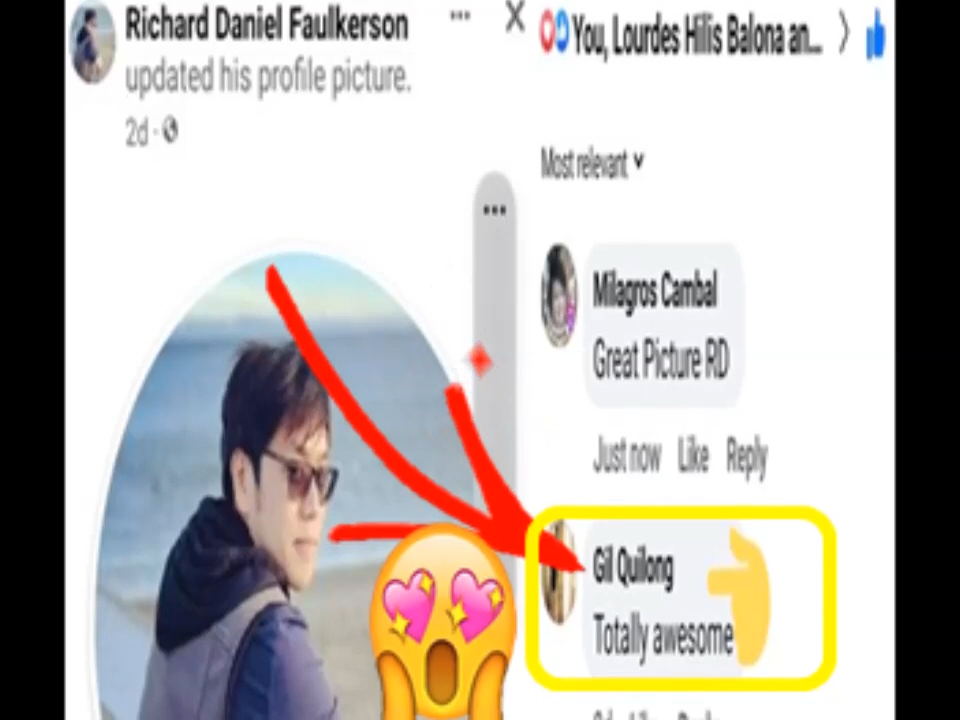 Richard Daniel Faulkerson
updated his profile picture.
2d ·
You, Lourdes Hilis Balona an...
Most relevant
Milagros Cambal
Great Picture RD
Just now Like Reply
Gil Quilong
Totally awesome